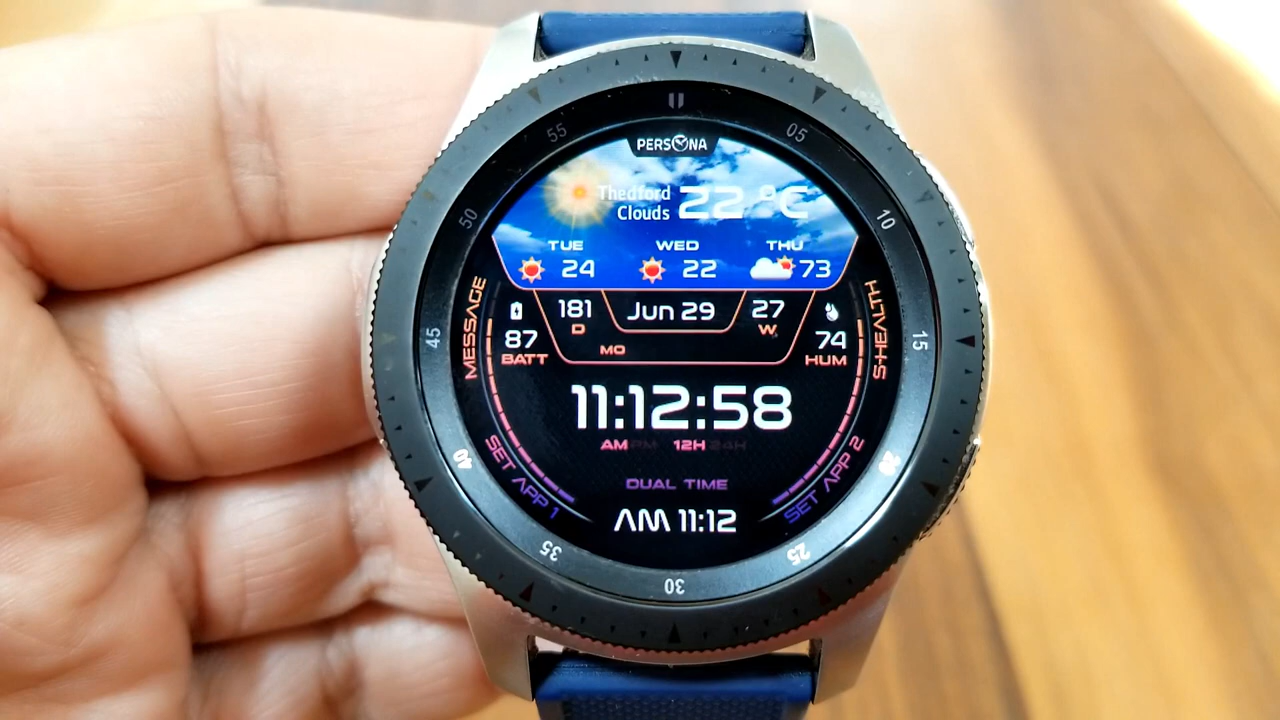 55
05
PERSONA
50
10
Thedford
Clouds
22 °C
TUE WED THU
24 22 73
MESSAGE
S-HEALTH
181 Jun 29 27
D W
87 74
BATT MO HUM
45
15
11:12:58
AM PM 12H 24H
SET APP 1
SET APP 2
40
20
DUAL TIME
AM 11:12
35
25
30